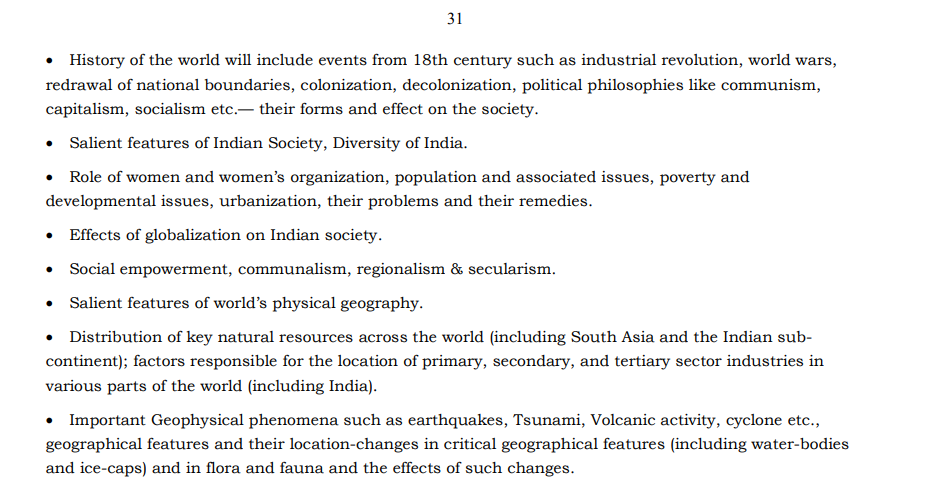 31
• History of the world will include events from 18th century such as industrial revolution, world wars,
redrawal of national boundaries, colonization, decolonization, political philosophies like communism,
capitalism, socialism etc.— their forms and effect on the society.
• Salient features of Indian Society, Diversity of India.
• Role of women and women’s organization, population and associated issues, poverty and
developmental issues, urbanization, their problems and their remedies.
• Effects of globalization on Indian society.
• Social empowerment, communalism, regionalism & secularism.
• Salient features of world’s physical geography.
• Distribution of key natural resources across the world (including South Asia and the Indian sub-
continent); factors responsible for the location of primary, secondary, and tertiary sector industries in
various parts of the world (including India).
• Important Geophysical phenomena such as earthquakes, Tsunami, Volcanic activity, cyclone etc.,
geographical features and their location-changes in critical geographical features (including water-bodies
and ice-caps) and in flora and fauna and the effects of such changes.